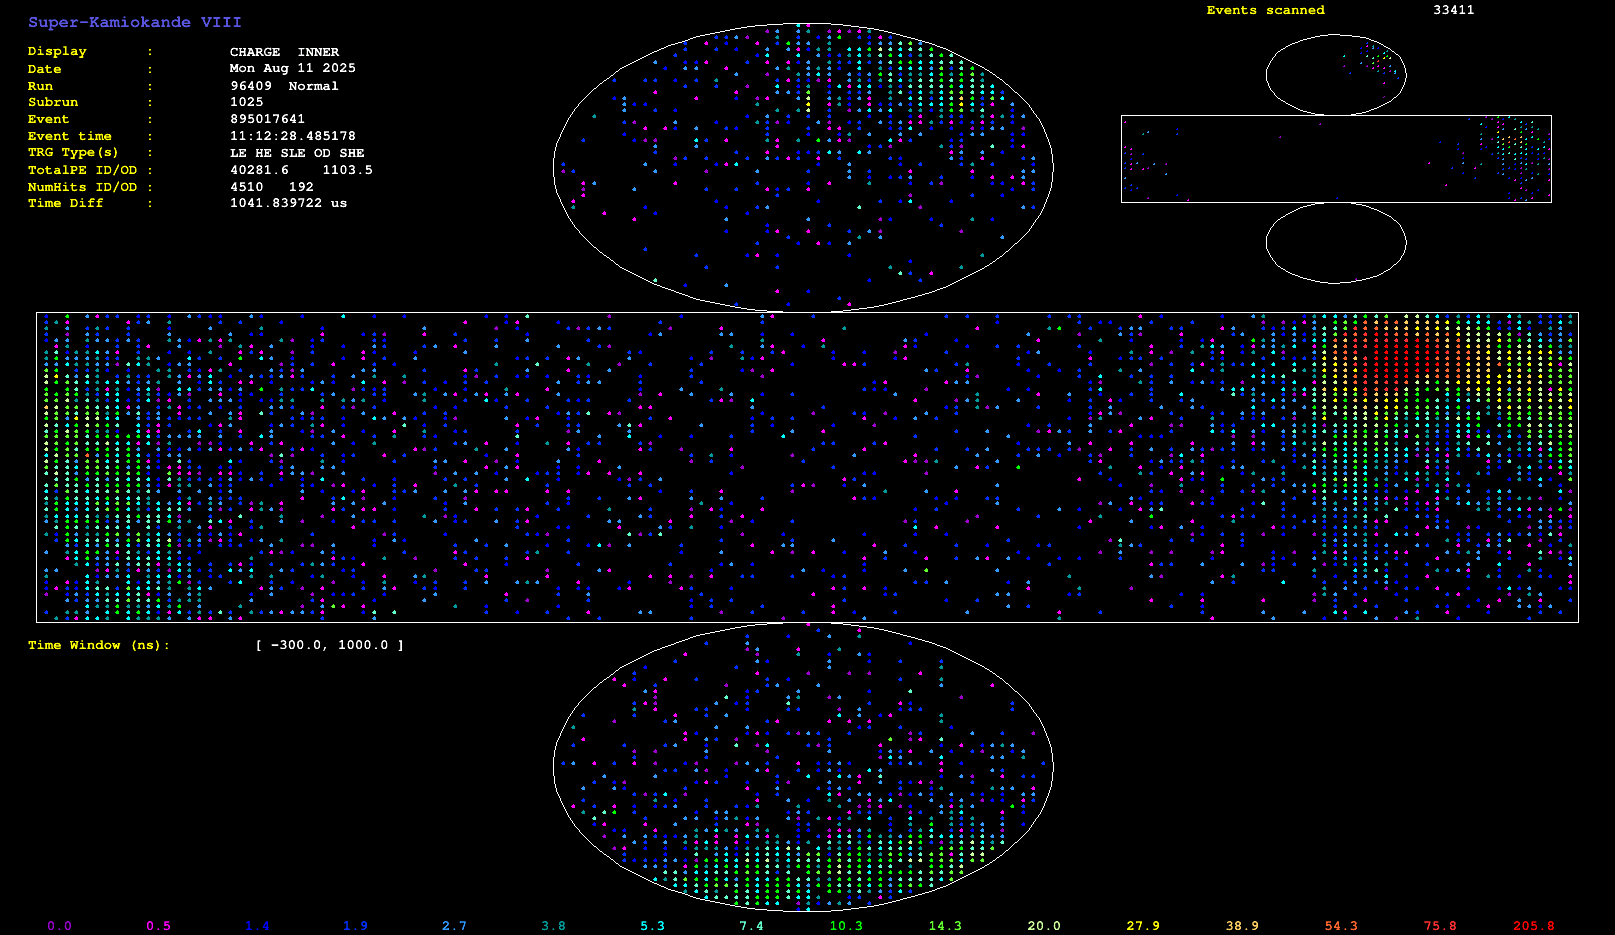 Super-Kamiokande VIII
Display : CHARGE INNER
Date : Mon Aug 11 2025
Run : 96409 Normal
Subrun : 1025
Event : 895017641
Event time : 11:12:28.485178
TRG Type(s) : LE HE SLE OD SHE
TotalPE ID/OD : 40281.6 1103.5
NumHits ID/OD : 4510 192
Time Diff : 1041.839722 us
Events scanned 33411
Time Window (ns): [ -300.0, 1000.0 ]
0.0 0.5 1.4 1.9 2.7 3.8 5.3 7.4 10.3 14.3 20.0 27.9 38.9 54.3 75.8 205.8